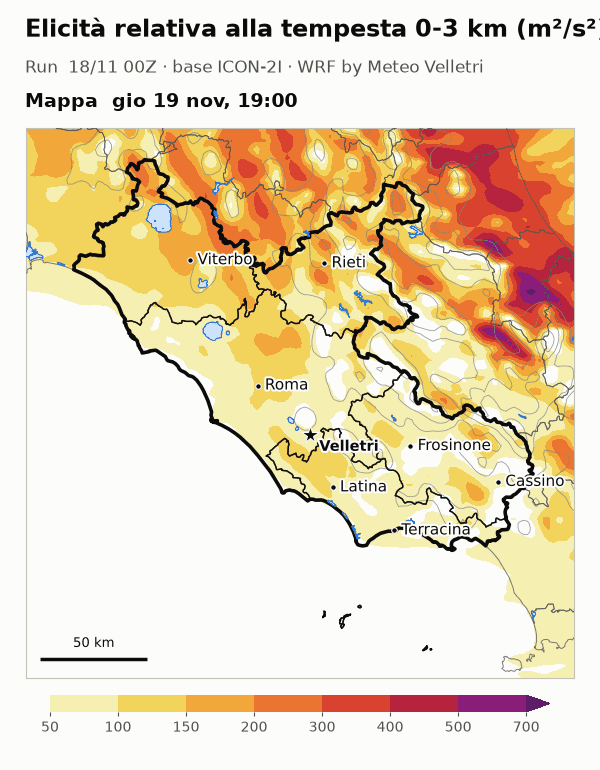 Elicità relativa alla tempesta 0-3 km (m²/s²)
Run  18/11 00Z · base ICON-2I · WRF by Meteo Velletri
Mappa  gio 19 nov, 19:00
Viterbo
Rieti
Roma
Velletri
Frosinone
Latina
Cassino
Terracina
50 km
50 100 150 200 300 400 500 700